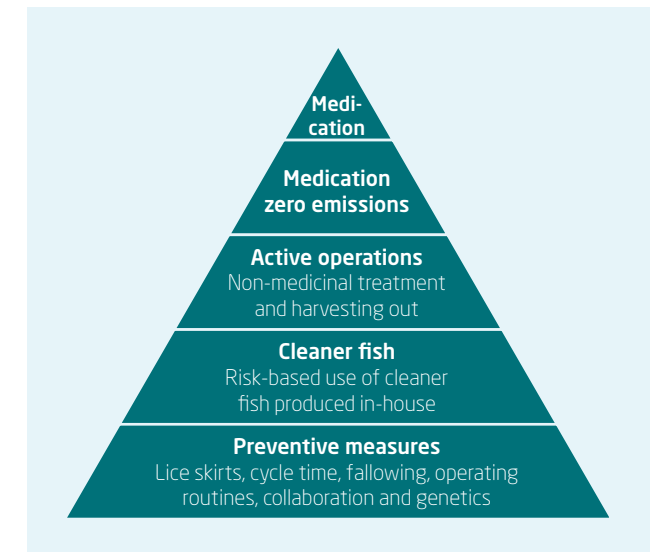 Medi-
cation
Medication
zero emissions
Active operations
Non-medicinal treatment
and harvesting out
Cleaner fish
Risk-based use of cleaner
fish produced in-house
Preventive measures
Lice skirts, cycle time, fallowing, operating
routines, collaboration and genetics